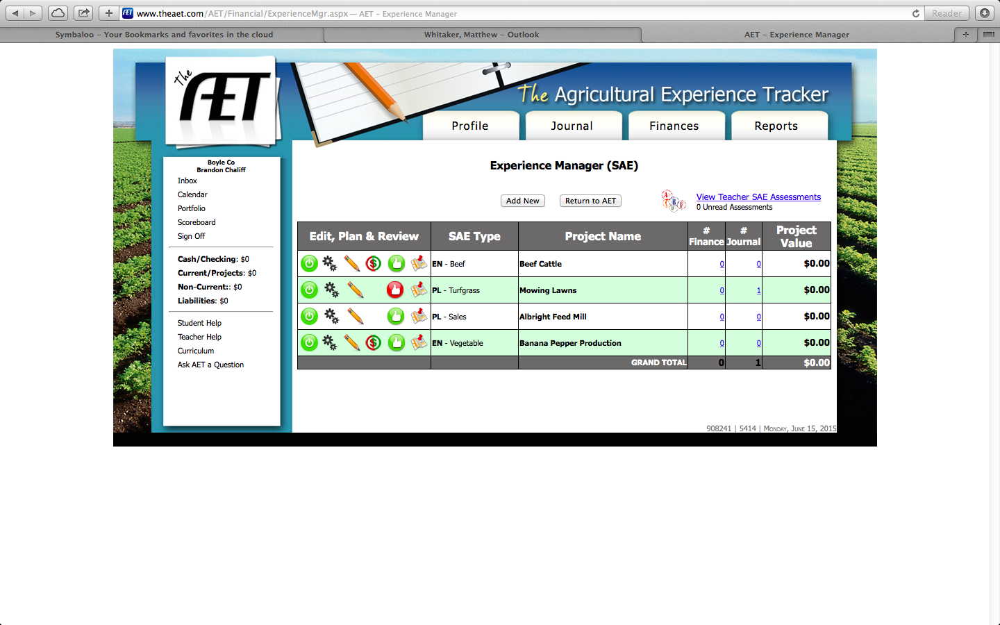 www.theaet.com/AET/Financial/ExperienceMgr.aspx — AET – Experience Manager
Reader
Symbaloo – Your Bookmarks and favorites in the cloud
Whitaker, Matthew – Outlook
AET – Experience Manager
The AET
The Agricultural Experience Tracker
Profile
Journal
Finances
Reports
Boyle Co
Brandon Chaliff
Inbox
Calendar
Portfolio
Scoreboard
Sign Off
Cash/Checking: $0
Current/Projects: $0
Non-Current:: $0
Liabilities: $0
Student Help
Teacher Help
Curriculum
Ask AET a Question
Experience Manager (SAE)
Add New
Return to AET
View Teacher SAE Assessments
0 Unread Assessments
Edit, Plan & Review SAE Type Project Name # Finance # Journal Project Value
EN - Beef Beef Cattle 0 0 $0.00
PL - Turfgrass Mowing Lawns 0 1 $0.00
PL - Sales Albright Feed Mill 0 0 $0.00
EN - Vegetable Banana Pepper Production 0 0 $0.00
GRAND TOTAL 0 1 $0.00
908241 | 5414 | Monday, June 15, 2015